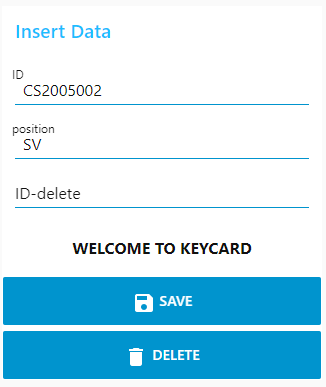 Insert Data
ID
CS2005002
position
SV
ID-delete
WELCOME TO KEYCARD
SAVE
DELETE